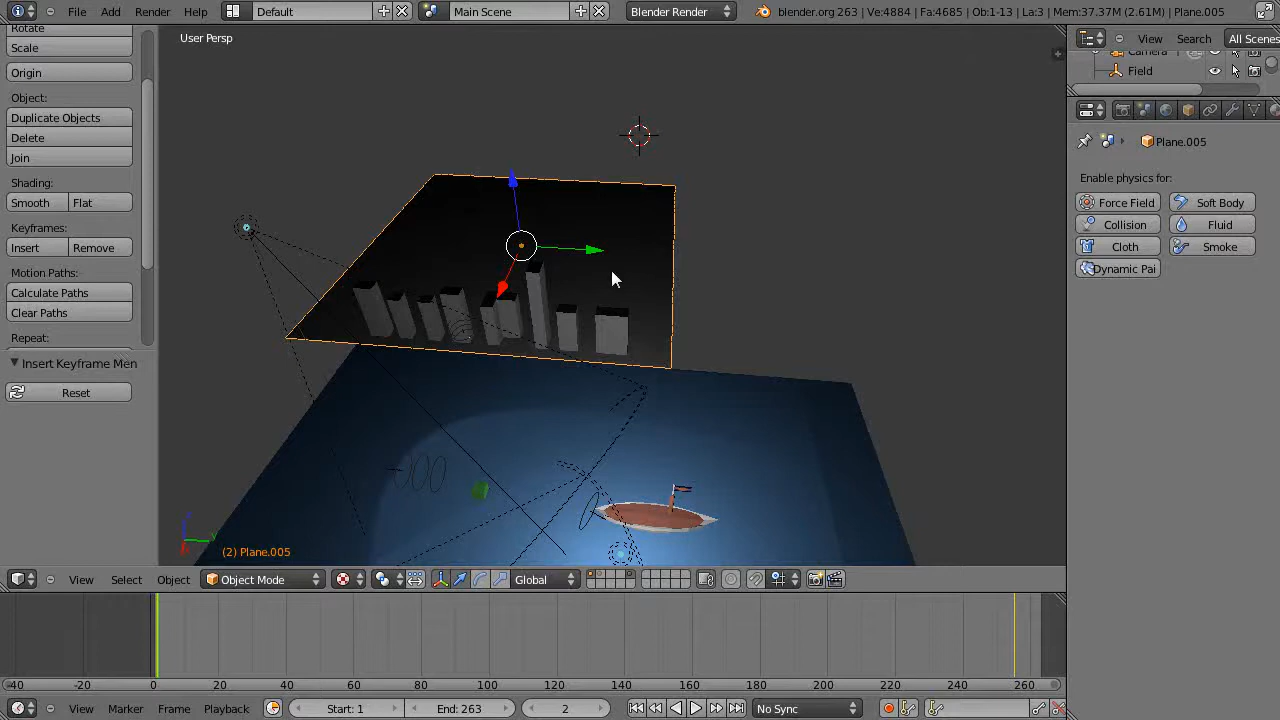 File Add Render Help Default Main Scene Blender Render blender.org 263 | Ve:4884 | Fa:4685 | Ob:1-13 | La:3 | Mem:37.37M (2.61M) | Plane.005
Rotate
Scale
Origin
Object:
Duplicate Objects
Delete
Join
Shading:
Smooth Flat
Keyframes:
Insert Remove
Motion Paths:
Calculate Paths
Clear Paths
Repeat:
Insert Keyframe Men
Reset
User Persp
(2) Plane.005
View Search All Scenes
Camera
Field
Plane.005
Enable physics for:
Force Field Soft Body
Collision Fluid
Cloth Smoke
Dynamic Pai
View Select Object Object Mode Global
-40 -20 0 20 40 60 80 100 120 140 160 180 200 220 240 260
View Marker Frame Playback Start: 1 End: 263 2 No Sync